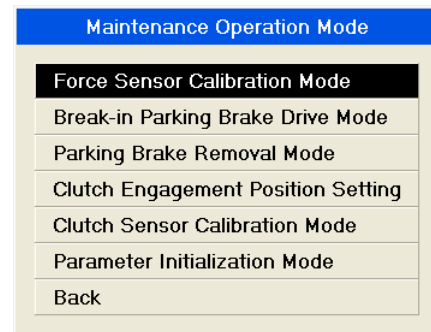 Maintenance Operation Mode
Force Sensor Calibration Mode
Break-in Parking Brake Drive Mode
Parking Brake Removal Mode
Clutch Engagement Position Setting
Clutch Sensor Calibration Mode
Parameter Initialization Mode
Back